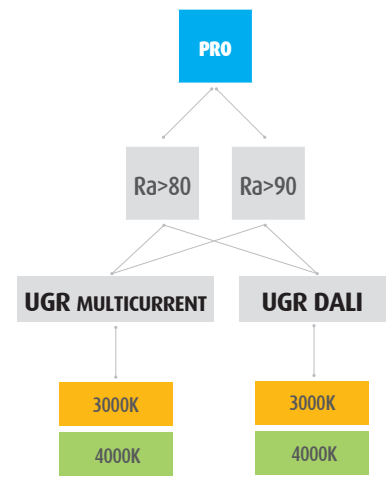 PRO
Ra>80
Ra>90
UGR MULTICURRENT
UGR DALI
3000K
3000K
4000K
4000K